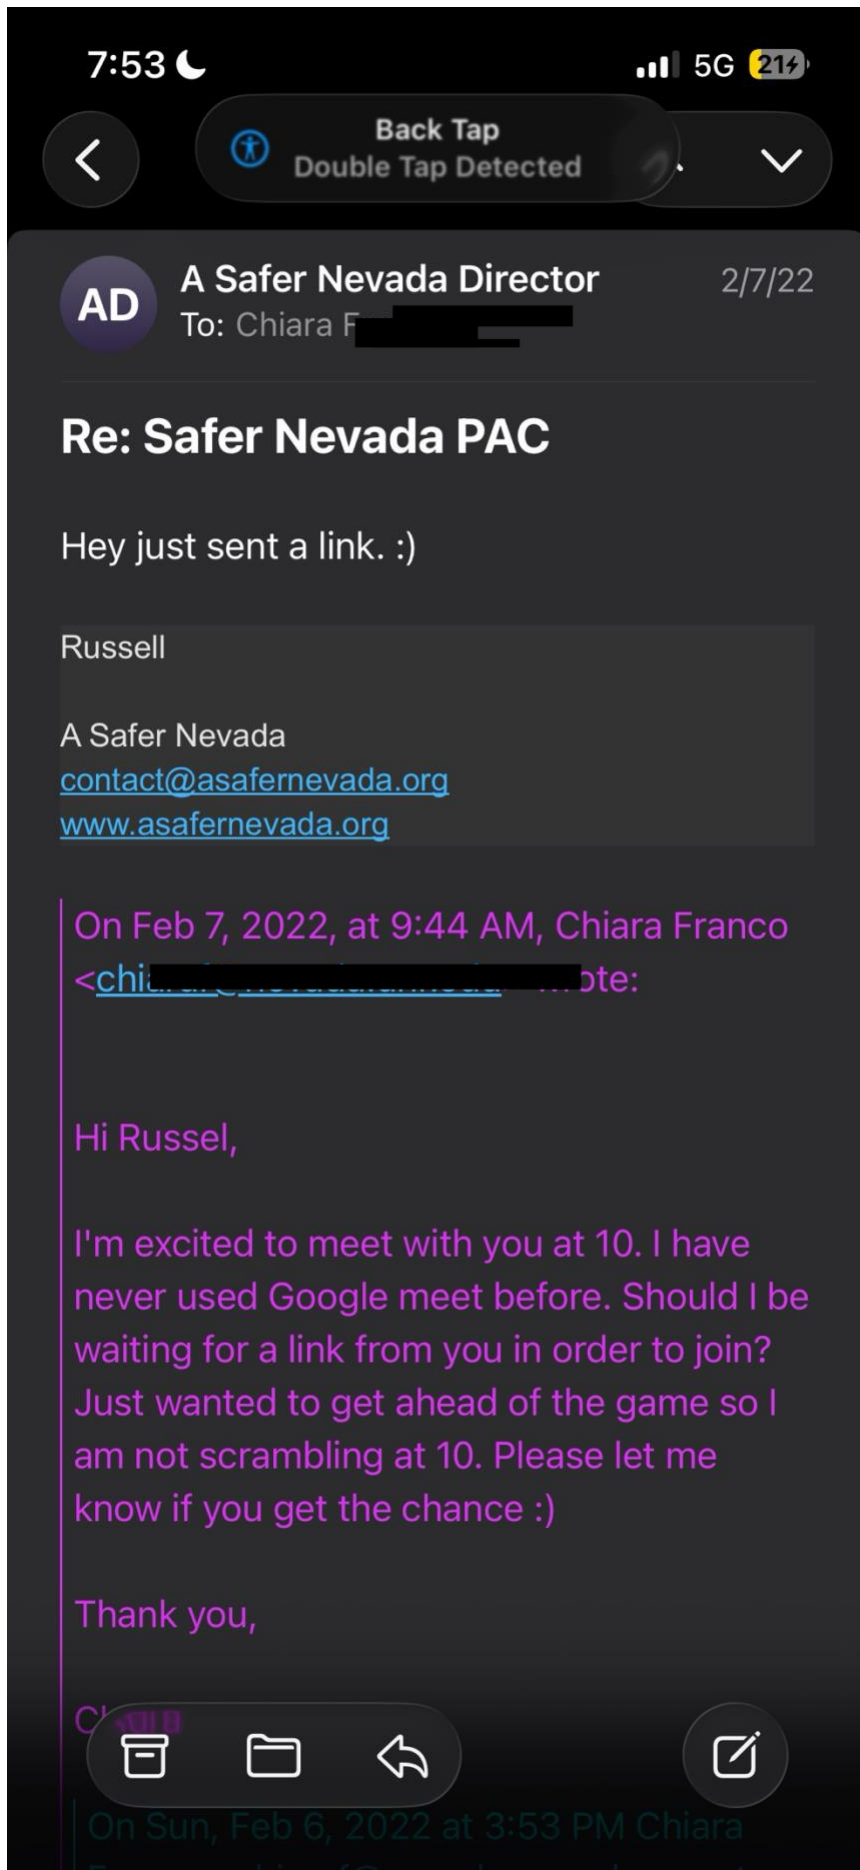 7:53
5G 21
Back Tap
Double Tap Detected
AD
A Safer Nevada Director
2/7/22
To: Chiara F
Re: Safer Nevada PAC
Hey just sent a link. :)
Russell
A Safer Nevada
contact@asafernevada.org
www.asafernevada.org
On Feb 7, 2022, at 9:44 AM, Chiara Franco
<chi ote:
Hi Russel,
I'm excited to meet with you at 10. I have
never used Google meet before. Should I be
waiting for a link from you in order to join?
Just wanted to get ahead of the game so I
am not scrambling at 10. Please let me
know if you get the chance :)
Thank you,
On Sun, Feb 6, 2022 at 3:53 PM Chiara